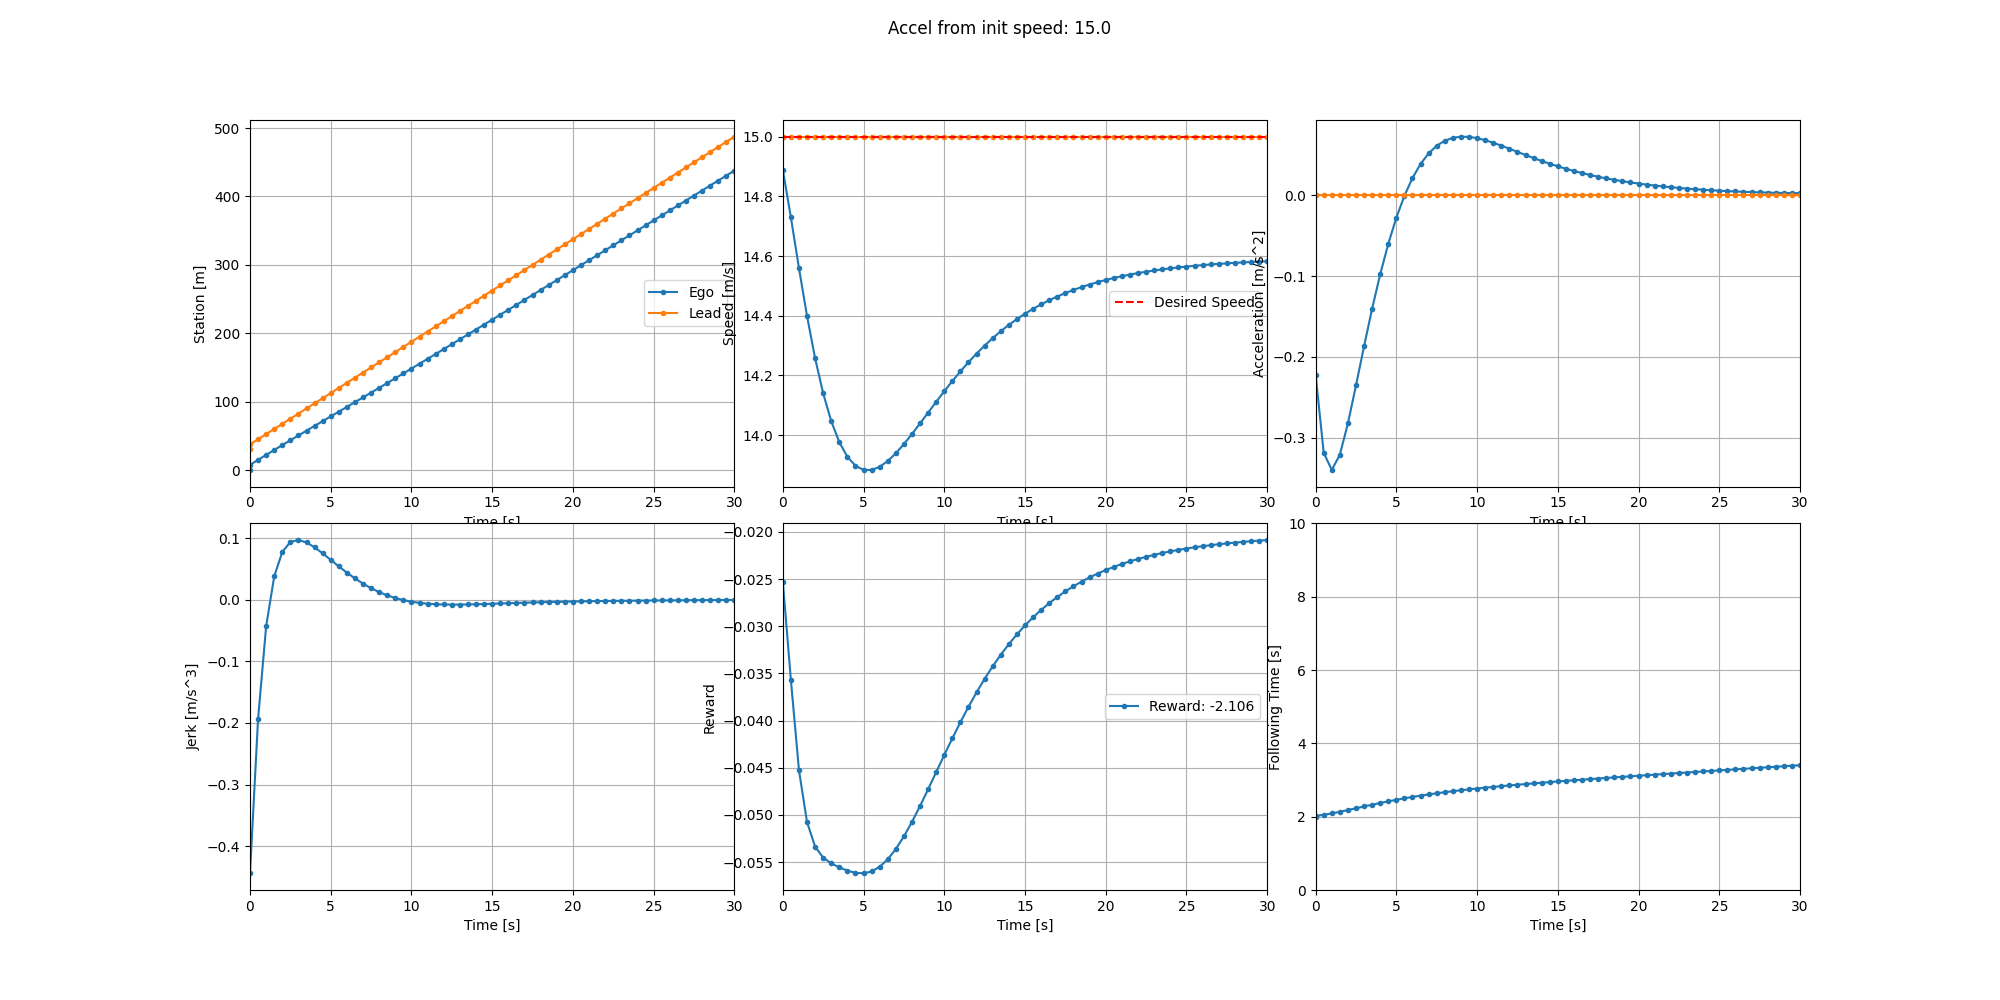 Accel from init speed: 15.0
500
400
300
200
100
0
Station [m]
0 5 10 15 20 25 30
Time [s]
Ego
Lead
15.0
14.8
14.6
14.4
14.2
14.0
Speed [m/s]
0 5 10 15 20 25 30
Time [s]
Desired Speed
0.0
−0.1
−0.2
−0.3
Acceleration [m/s^2]
0 5 10 15 20 25 30
Time [s]
0.1
0.0
−0.1
−0.2
−0.3
−0.4
Jerk [m/s^3]
0 5 10 15 20 25 30
Time [s]
−0.020
−0.025
−0.030
−0.035
−0.040
−0.045
−0.050
−0.055
Reward
0 5 10 15 20 25 30
Time [s]
Reward: -2.106
10
8
6
4
2
0
Following Time [s]
0 5 10 15 20 25 30
Time [s]